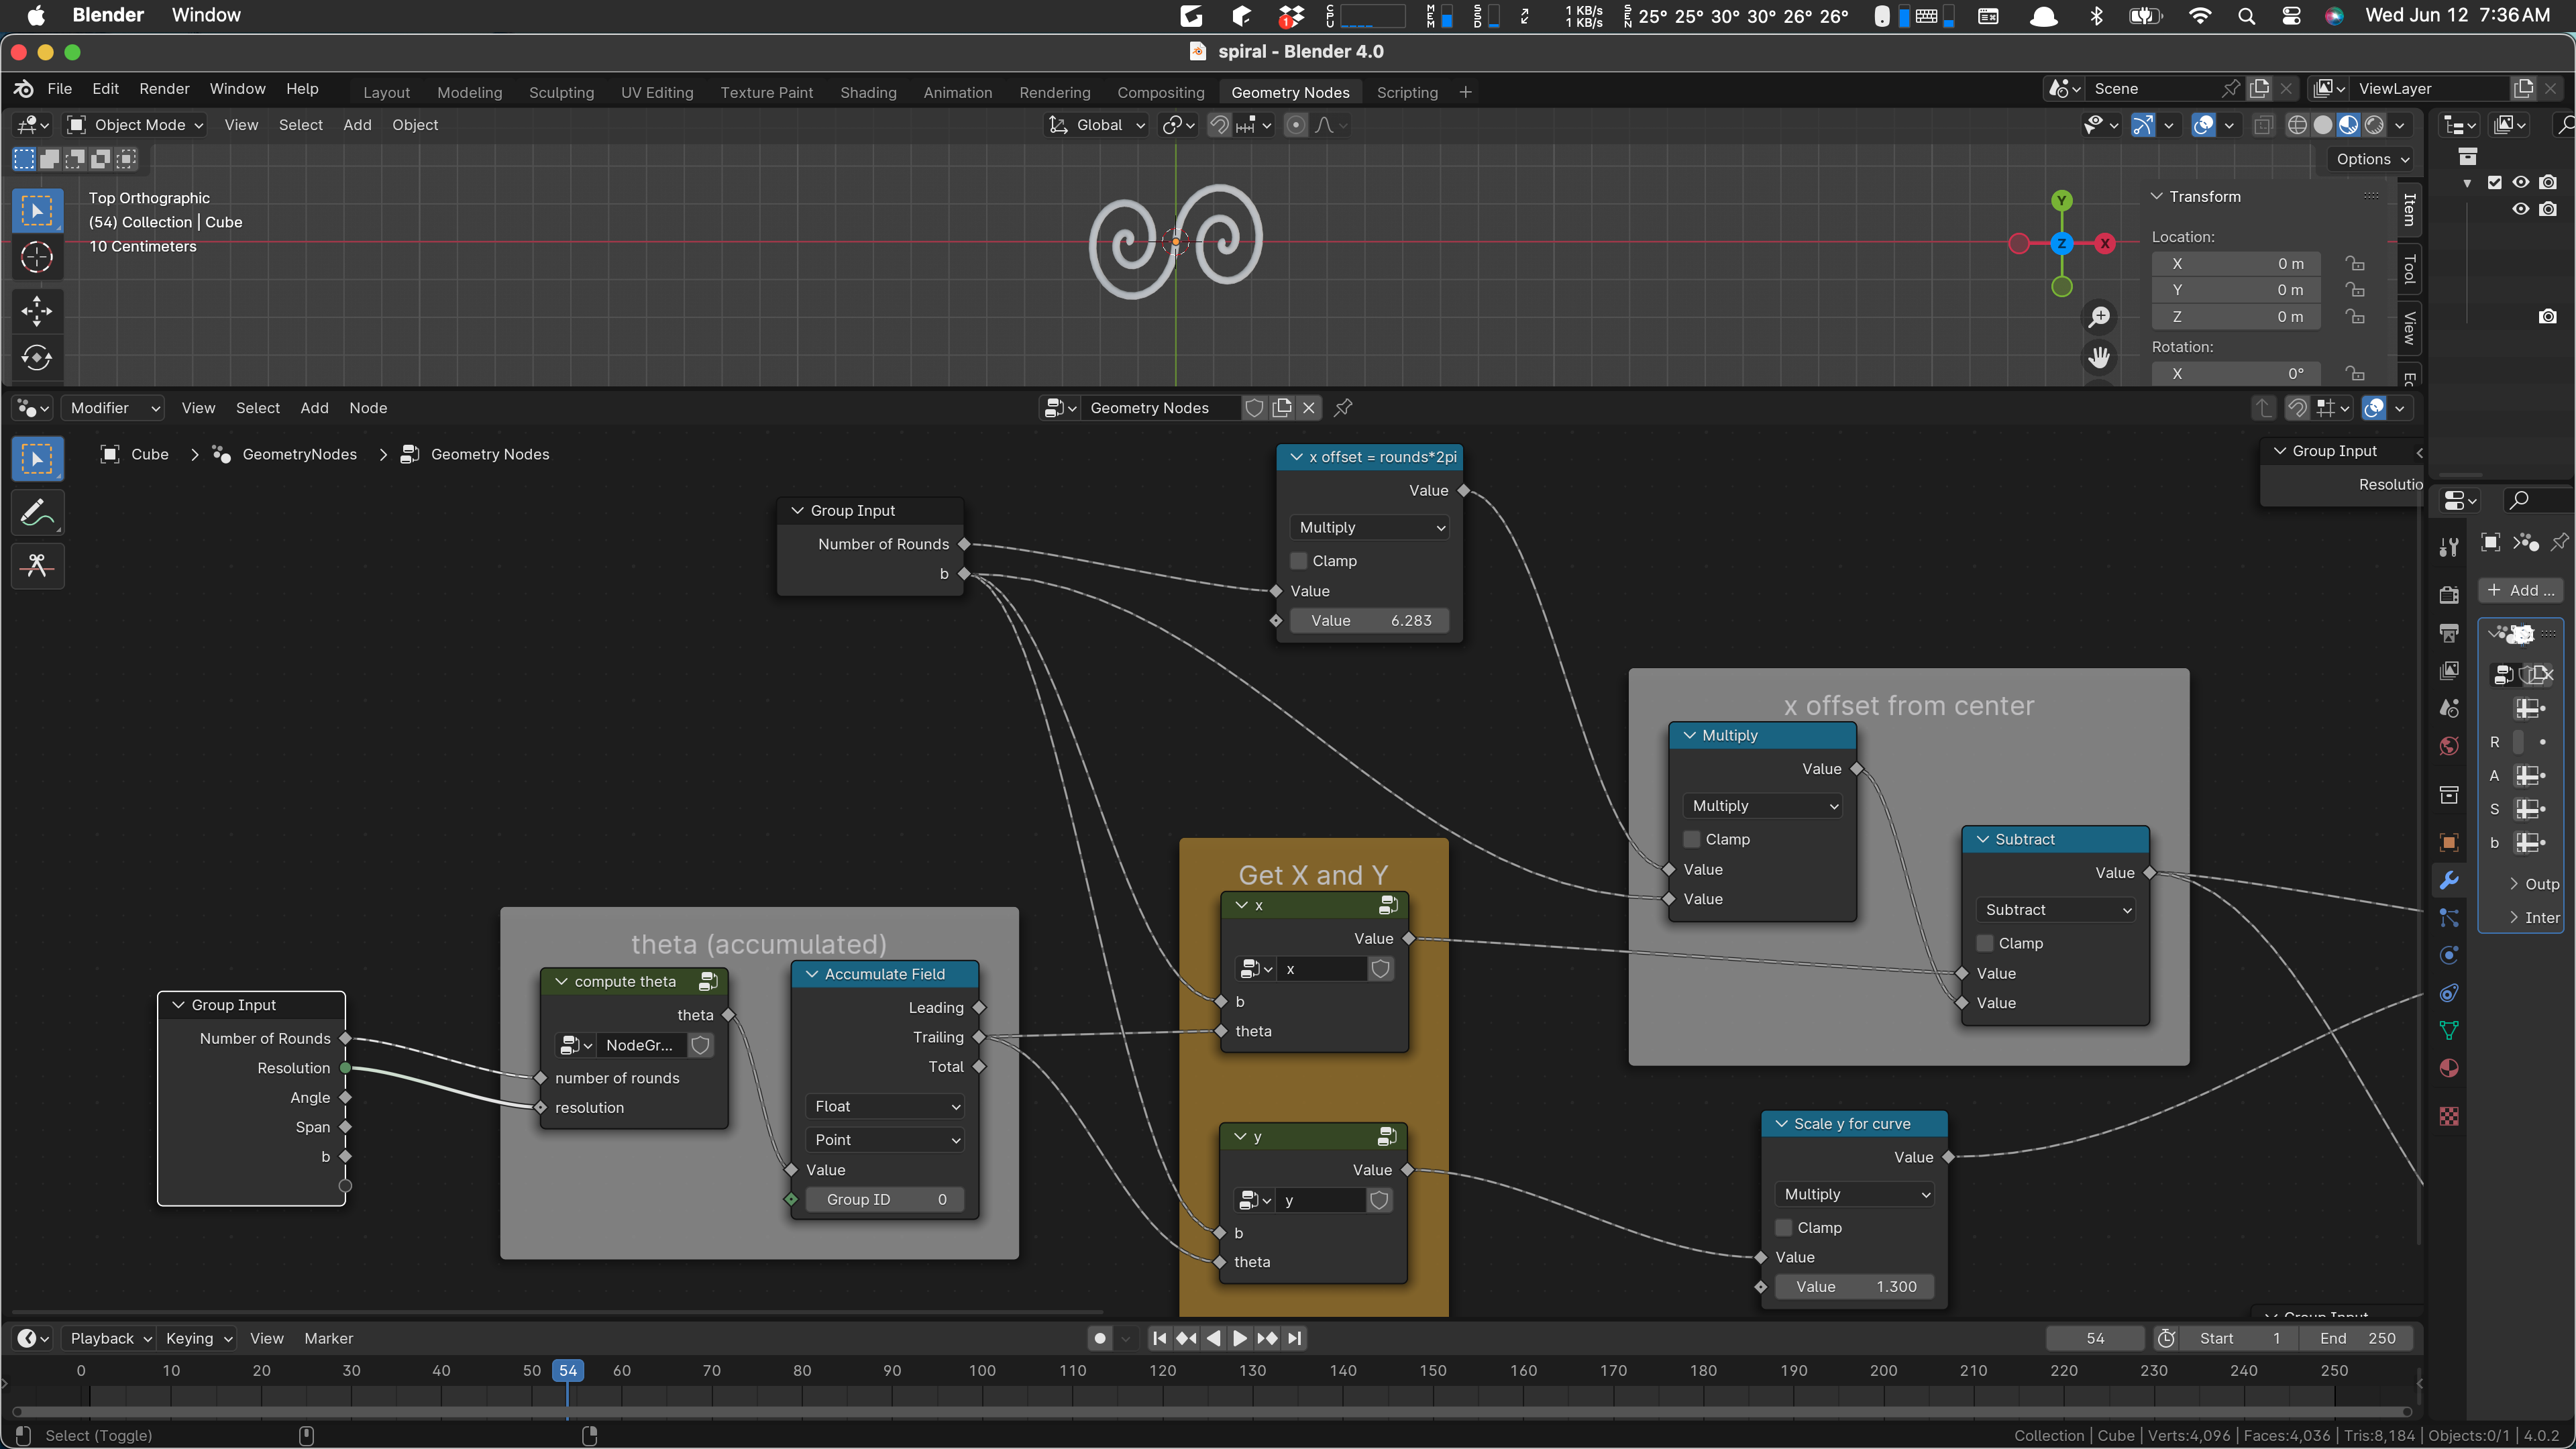 Blender Window 1 CPU MEM SSD 1 KB/s 1 KB/s SEN 25° 25° 30° 30° 26° 26° Wed Jun 12 7:36 AM
spiral - Blender 4.0
File Edit Render Window Help Layout Modeling Sculpting UV Editing Texture Paint Shading Animation Rendering Compositing Geometry Nodes Scripting + Scene ViewLayer
Object Mode View Select Add Object Global
Options
Top Orthographic
(54) Collection | Cube
10 Centimeters
Y
Z
X
Transform
Location:
X 0 m
Y 0 m
Z 0 m
Rotation:
X 0°
Item
Tool
View
Modifier View Select Add Node Geometry Nodes
Cube > GeometryNodes > Geometry Nodes
Group Input
Number of Rounds
b
x offset = rounds*2pi
Value
Multiply
Clamp
Value
Value 6.283
Group Input
Resolutio
x offset from center
Multiply
Value
Multiply
Clamp
Value
Value
Subtract
Value
Subtract
Clamp
Value
Value
Get X and Y
x
Value
x
b
theta
y
Value
y
b
theta
theta (accumulated)
compute theta
theta
NodeGr...
number of rounds
resolution
Accumulate Field
Leading
Trailing
Total
Float
Point
Value
Group ID 0
Group Input
Number of Rounds
Resolution
Angle
Span
b
Scale y for curve
Value
Multiply
Clamp
Value
Value 1.300
+ Add ...
R
A
S
b
> Outp
> Inter
Playback Keying View Marker 54 Start 1 End 250
0 10 20 30 40 50 54 60 70 80 90 100 110 120 130 140 150 160 170 180 190 200 210 220 230 240 250
Select (Toggle)
Collection | Cube | Verts:4,096 | Faces:4,036 | Tris:8,184 | Objects:0/1 | 4.0.2